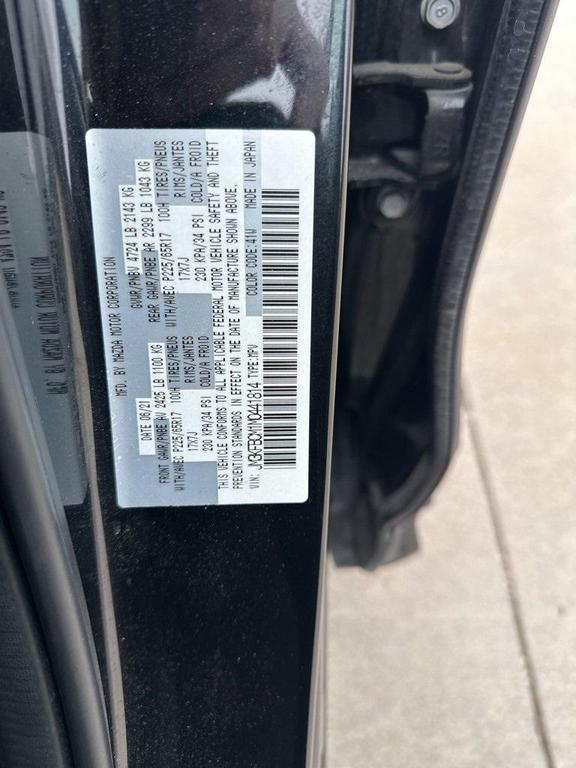 MFD. BY MAZDA MOTOR CORPORATION
DATE 06/21 GVWR/PNBV 4724 LB 2143 KG
FRONT GAWR/PNBE AV 2425 LB 1100 KG REAR GAWR/PNBE AR 2299 LB 1043 KG
WITH/AVEC P225/65R17 100H TIRES/PNEUS WITH/AVEC P225/65R17 100H TIRES/PNEUS
17X7J RIMS/JANTES 17X7J RIMS/JANTES
230 KPA/34 PSI COLD/A FROID 230 KPA/34 PSI COLD/A FROID
THIS VEHICLE CONFORMS TO ALL APPLICABLE FEDERAL MOTOR VEHICLE SAFETY AND THEFT
PREVENTION STANDARDS IN EFFECT ON THE DATE OF MANUFACTURE SHOWN ABOVE.
VIN: JM3KFBCM1M0441814 TYPE:MPV COLOR CODE:41W MADE IN JAPAN
8